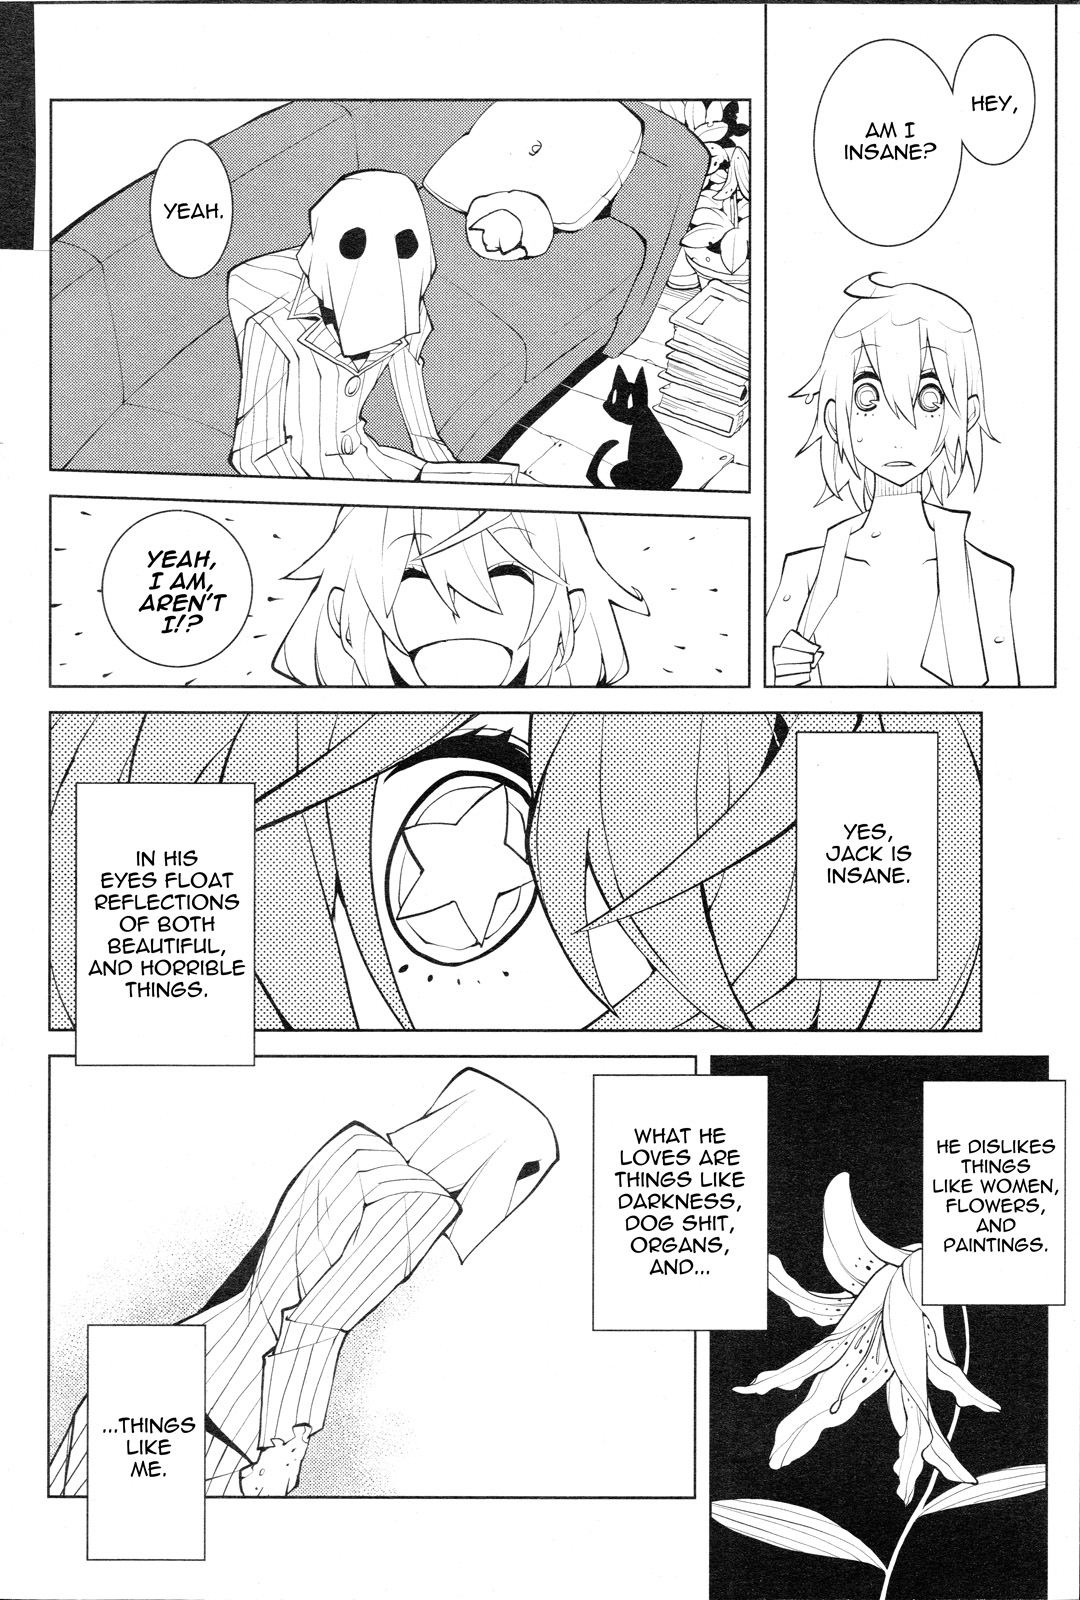 HEY,
AM I
INSANE?
YEAH.
YEAH,
I AM,
AREN'T
I!?
YES,
JACK IS
INSANE.
IN HIS
EYES FLOAT
REFLECTIONS
OF BOTH
BEAUTIFUL,
AND HORRIBLE
THINGS.
HE DISLIKES
THINGS
LIKE WOMEN,
FLOWERS,
AND
PAINTINGS.
WHAT HE
LOVES ARE
THINGS LIKE
DARKNESS,
DOG SHIT,
ORGANS,
AND...
...THINGS
LIKE
ME.